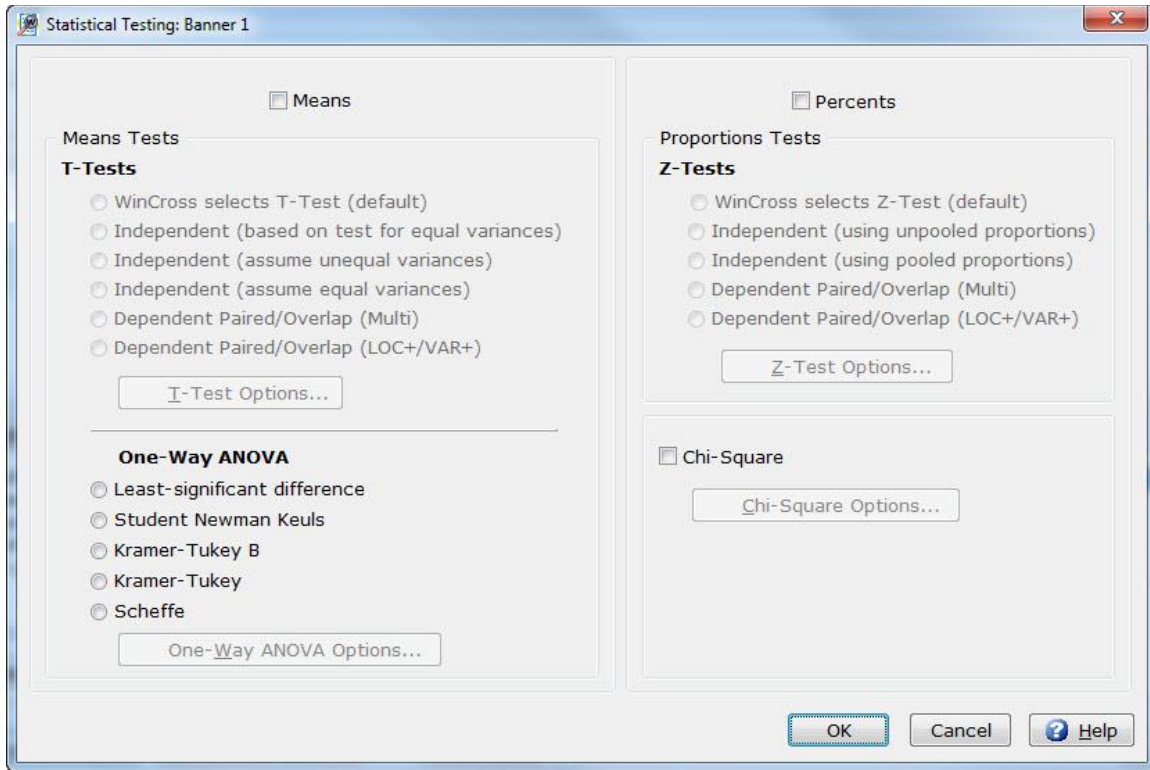 Statistical Testing: Banner 1
Means
Means Tests
T-Tests
WinCross selects T-Test (default)
Independent (based on test for equal variances)
Independent (assume unequal variances)
Independent (assume equal variances)
Dependent Paired/Overlap (Multi)
Dependent Paired/Overlap (LOC+/VAR+)
T-Test Options...
One-Way ANOVA
Least-significant difference
Student Newman Keuls
Kramer-Tukey B
Kramer-Tukey
Scheffe
One-Way ANOVA Options...
Percents
Proportions Tests
Z-Tests
WinCross selects Z-Test (default)
Independent (using unpooled proportions)
Independent (using pooled proportions)
Dependent Paired/Overlap (Multi)
Dependent Paired/Overlap (LOC+/VAR+)
Z-Test Options...
Chi-Square
Chi-Square Options...
OK
Cancel
Help